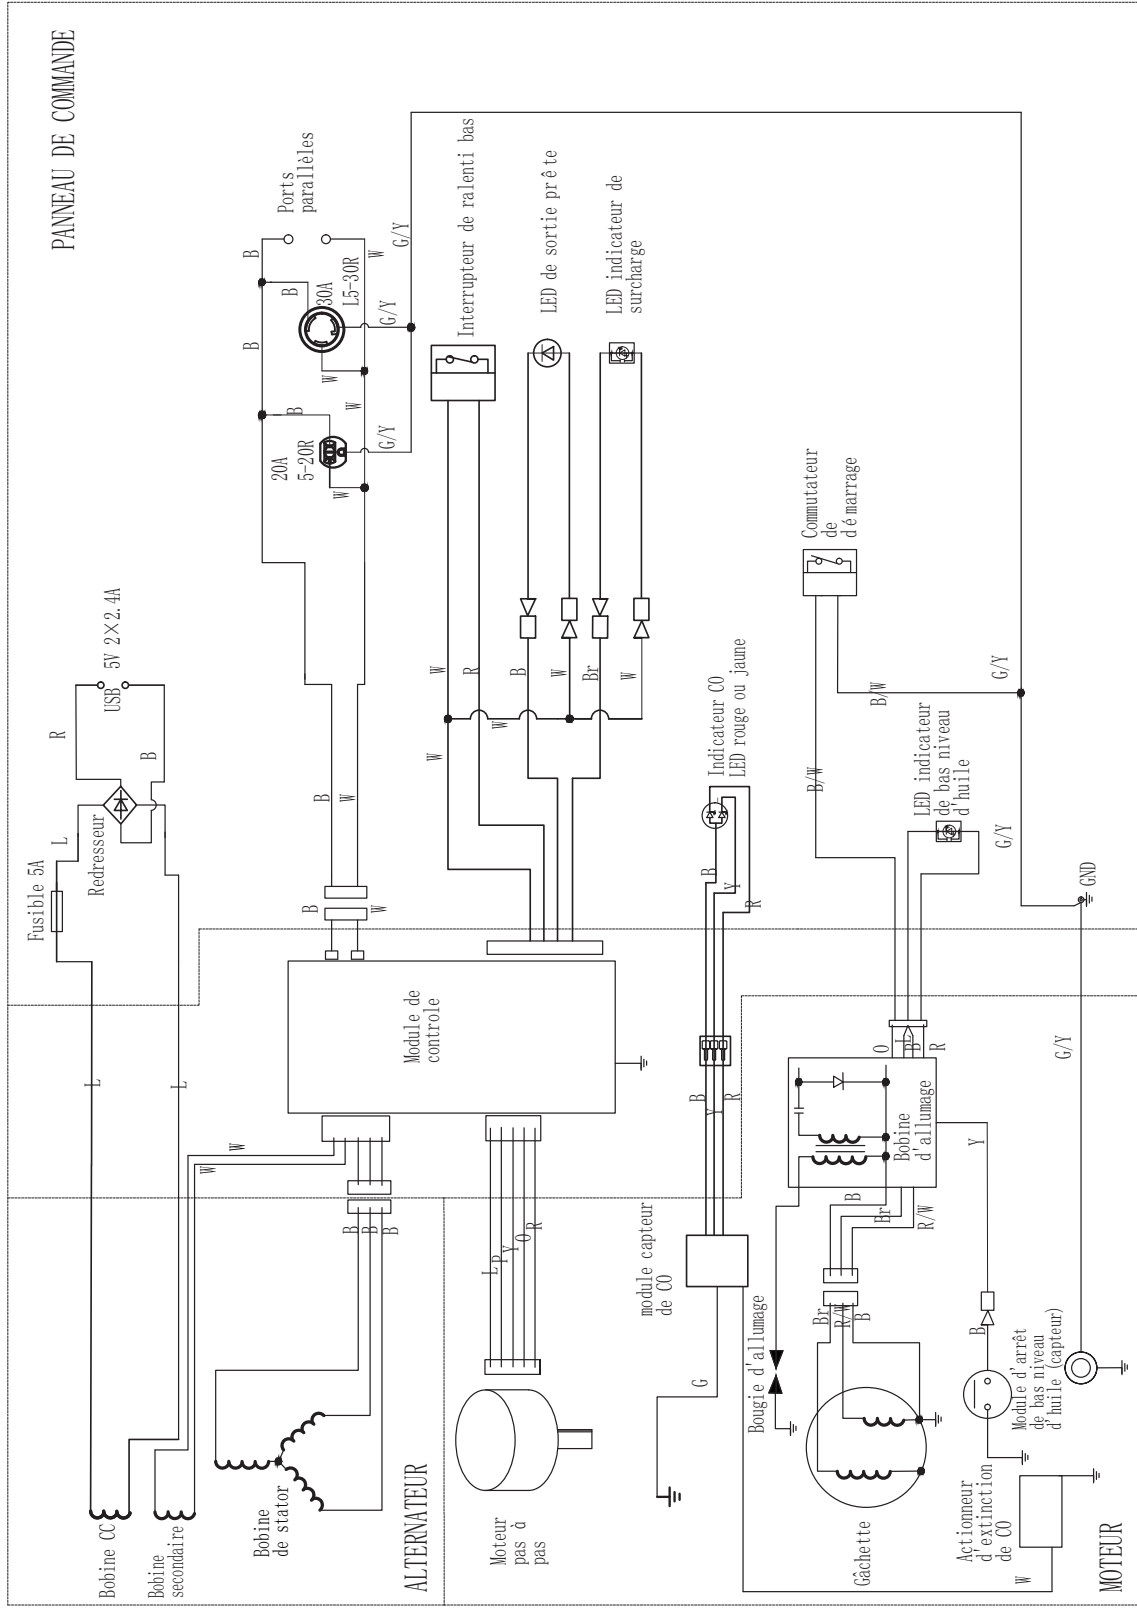 PANNEAU DE COMMANDE
Fusible 5A
L
Redresseur
R
B
USB
5V 2×2.4A
L
L
Bobine CC
Bobine
secondaire
W
W
Bobine
de stator
B
B
B
ALTERNATEUR
Moteur
pas à
pas
L
P
Y
O
R
Module de
controle
B
W
B
W
20A
5-20R
B
W
G/Y
B
W
30A
L5-30R
B
W
G/Y
B
W
G/Y
Ports
parallèles
Interrupteur de ralenti bas
W
R
W
W
LED de sortie prête
B
W
LED indicateur de
surcharge
Br
W
Indicateur CO
LED rouge ou jaune
B
Y
R
B
Y
R
module capteur
de CO
G
W
Commutateur
de
démarrage
B/W
B/W
LED indicateur
de bas niveau
d'huile
G/Y
G/Y
GND
G/Y
O
BL
B
R
Bobine
d'allumage
Y
B
Br
R/W
Bougie d'allumage
Br
R/W
B
Gâchette
B
Module d'arrêt
de bas niveau
d'huile (capteur)
Actionneur
d'extinction
de CO
MOTEUR